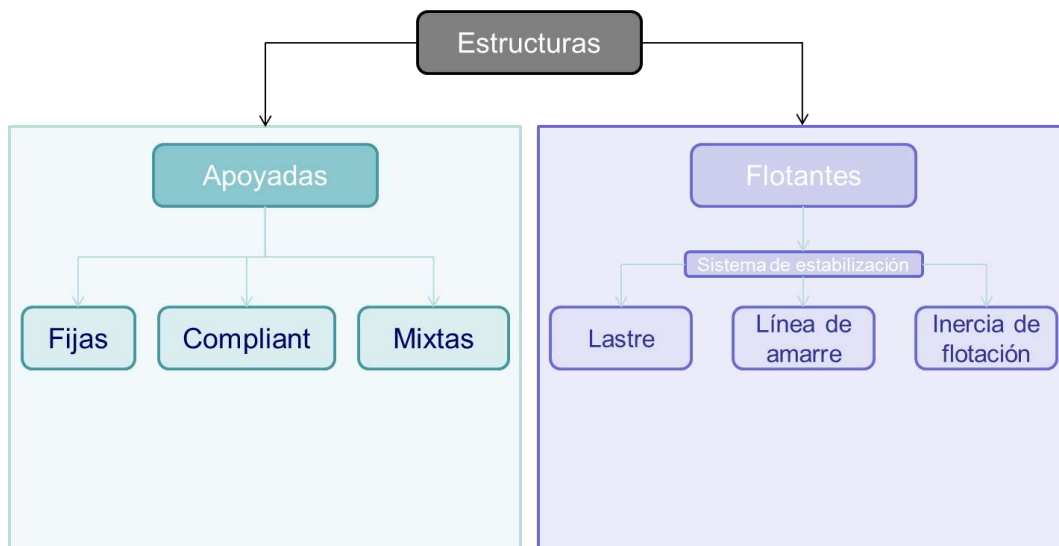 Estructuras
Apoyadas
Flotantes
Sistema de estabilización
Fijas
Compliant
Mixtas
Lastre
Línea de
amarre
Inercia de
flotación